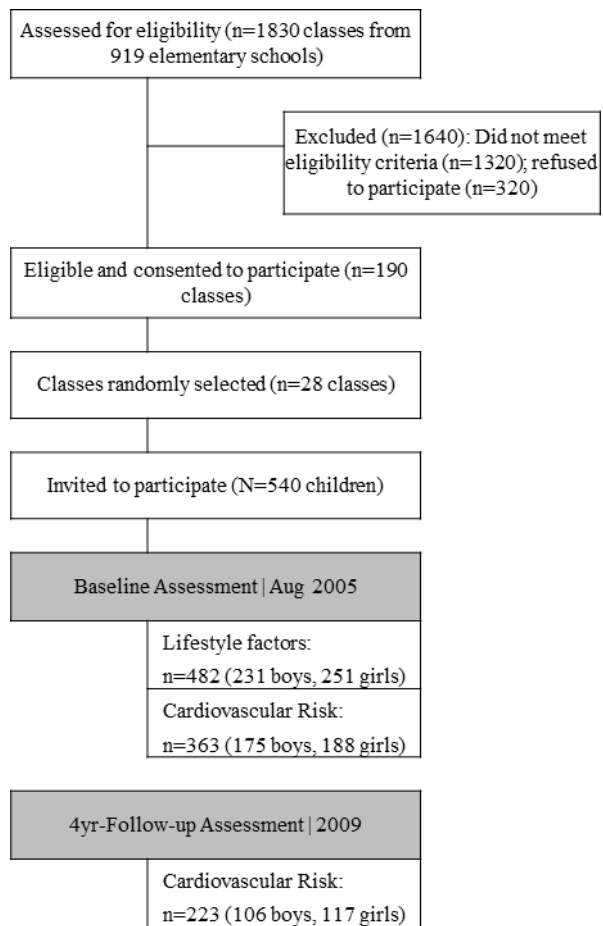 Assessed for eligibility (n=1830 classes from
919 elementary schools)
Excluded (n=1640): Did not meet
eligibility criteria (n=1320); refused
to participate (n=320)
Eligible and consented to participate (n=190
classes)
Classes randomly selected (n=28 classes)
Invited to participate (N=540 children)
Baseline Assessment | Aug 2005
Lifestyle factors:
n=482 (231 boys, 251 girls)
Cardiovascular Risk:
n=363 (175 boys, 188 girls)
4yr-Follow-up Assessment | 2009
Cardiovascular Risk:
n=223 (106 boys, 117 girls)